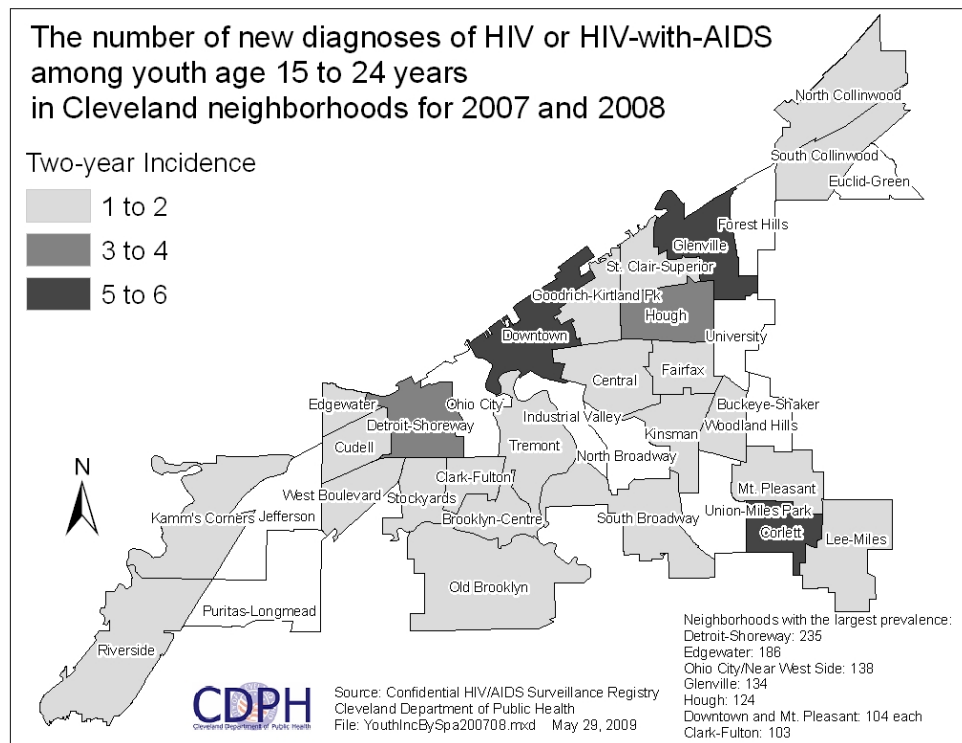 The number of new diagnoses of HIV or HIV-with-AIDS
among youth age 15 to 24 years
in Cleveland neighborhoods for 2007 and 2008
Two-year Incidence
1 to 2
3 to 4
5 to 6
North Collinwood
South Collinwood
Euclid-Green
Forest Hills
Glenville
St. Clair-Superior
Goodrich-Kirtland Pk
Hough
Downtown
University
Fairfax
Central
Edgewater
Ohio City
Detroit-Shoreway
Industrial Valley
Buckeye-Shaker
Woodland Hills
Kinsman
Cudell
Tremont
North Broadway
N
Clark-Fulton
West Boulevard
Stockyards
Mt. Pleasant
Kamm's Corners
Jefferson
Brooklyn-Centre
South Broadway
Union-Miles Park
Corlett
Lee-Miles
Old Brooklyn
Puritas-Longmead
Riverside
Neighborhoods with the largest prevalence:
Detroit-Shoreway: 235
Edgewater: 186
Ohio City/Near West Side: 138
Glenville: 134
Hough: 124
Downtown and Mt. Pleasant: 104 each
Clark-Fulton: 103
CDPH
Cleveland Department of Public Health
Source: Confidential HIV/AIDS Surveillance Registry
Cleveland Department of Public Health
File: YouthIncBySpa200708.mxd May 29, 2009